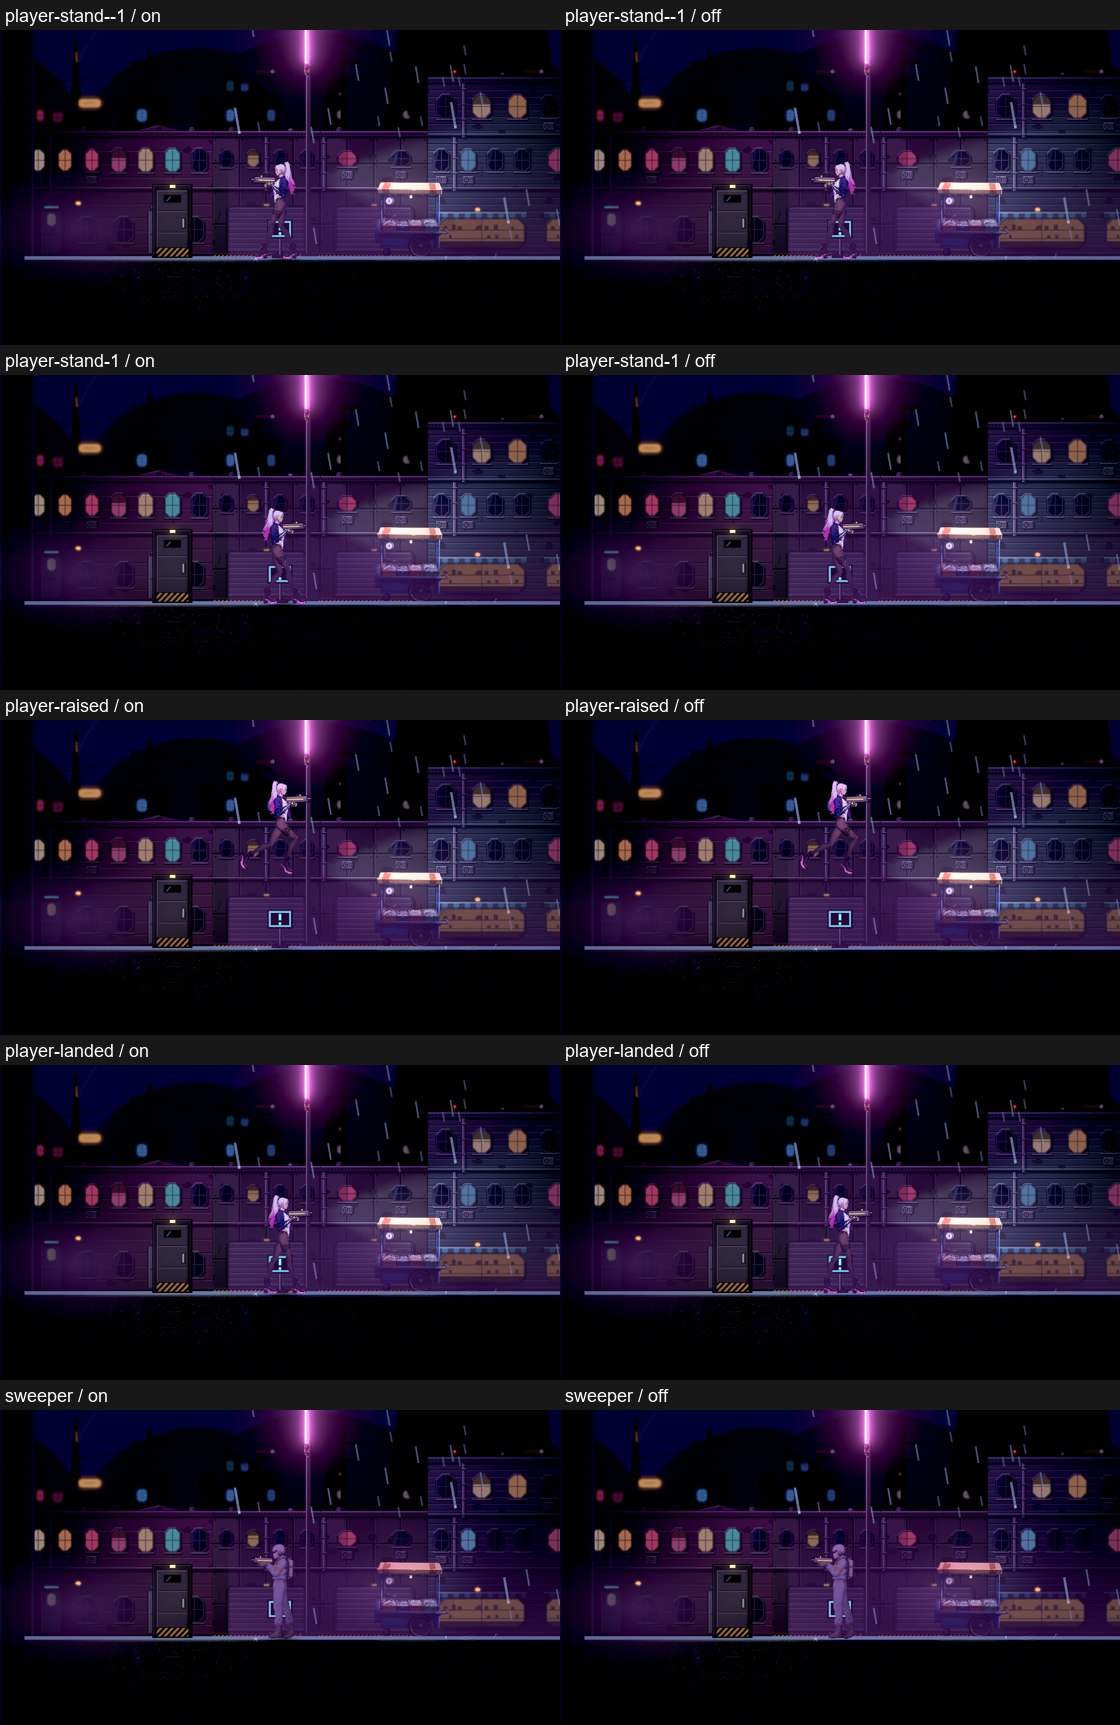 player-stand--1 / on
player-stand--1 / off
player-stand-1 / on
player-stand-1 / off
player-raised / on
player-raised / off
player-landed / on
player-landed / off
sweeper / on
sweeper / off